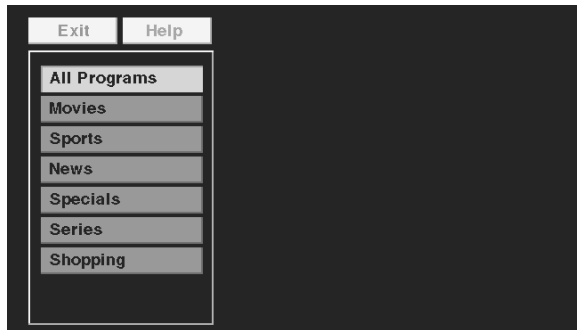 Exit Help
All Programs
Movies
Sports
News
Specials
Series
Shopping